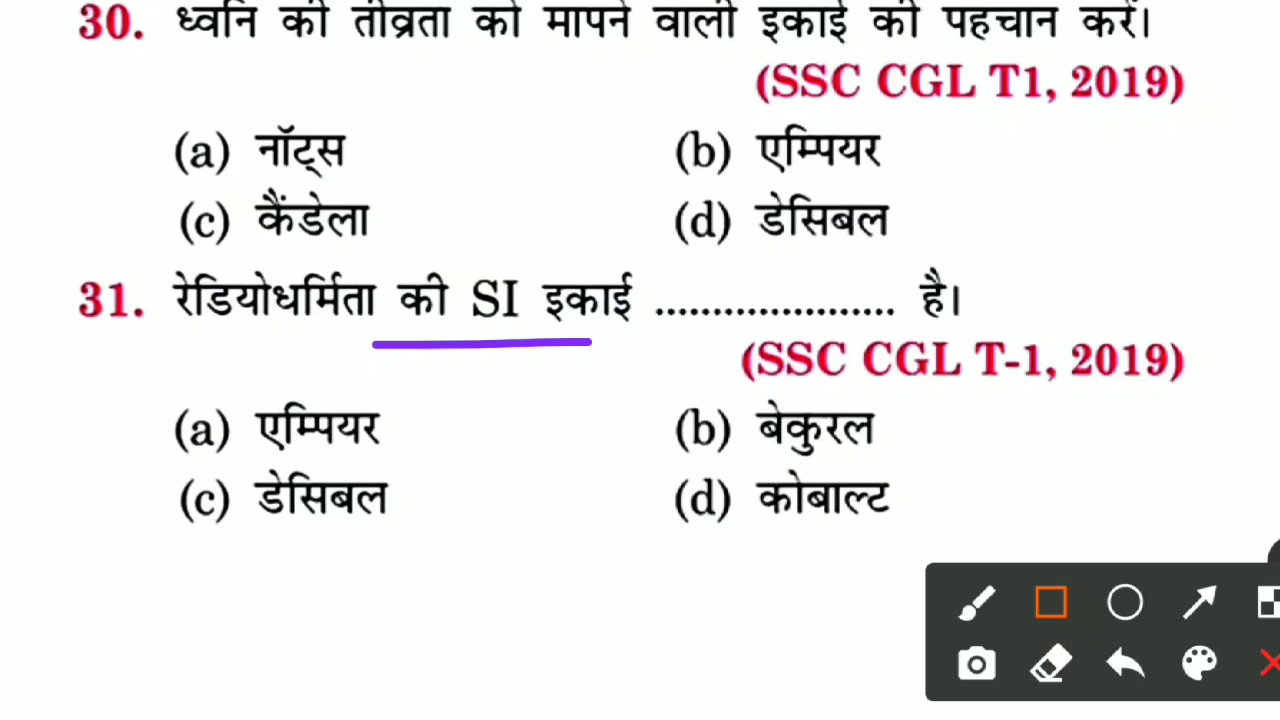 30. ध्वनि की तीव्रता को मापने वाली इकाई की पहचान करें।
(SSC CGL T1, 2019)
(a) नॉट्स (b) एम्पियर
(c) कैंडेला (d) डेसिबल
31. रेडियोधर्मिता की SI इकाई ..................... है।
(SSC CGL T-1, 2019)
(a) एम्पियर (b) बेकुरल
(c) डेसिबल (d) कोबाल्ट